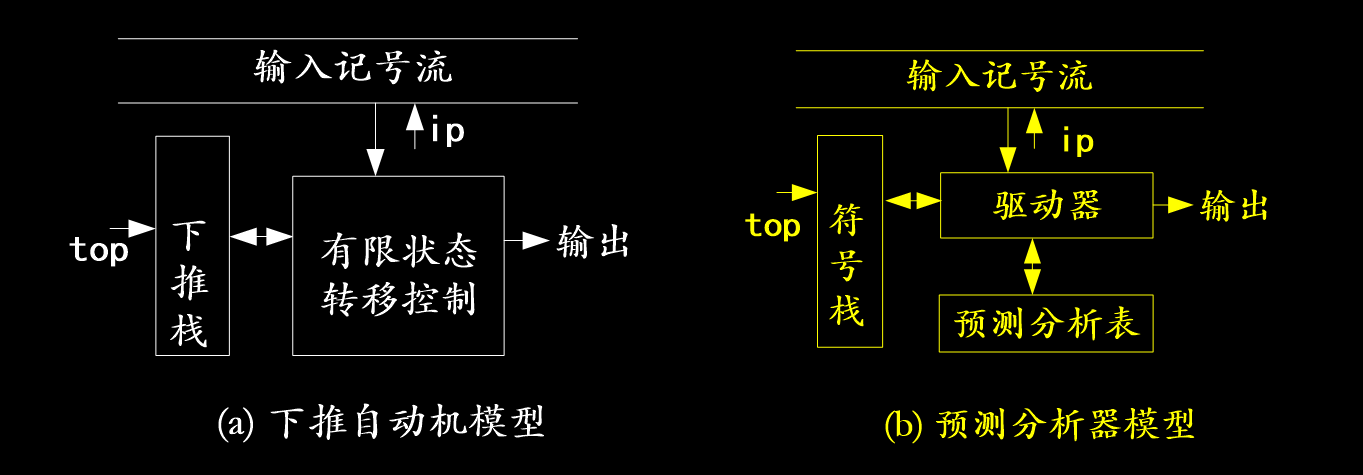 输入记号流
ip
top
下推栈
有限状态
转移控制
输出
(a) 下推自动机模型
输入记号流
ip
top
符号栈
驱动器
输出
预测分析表
(b) 预测分析器模型